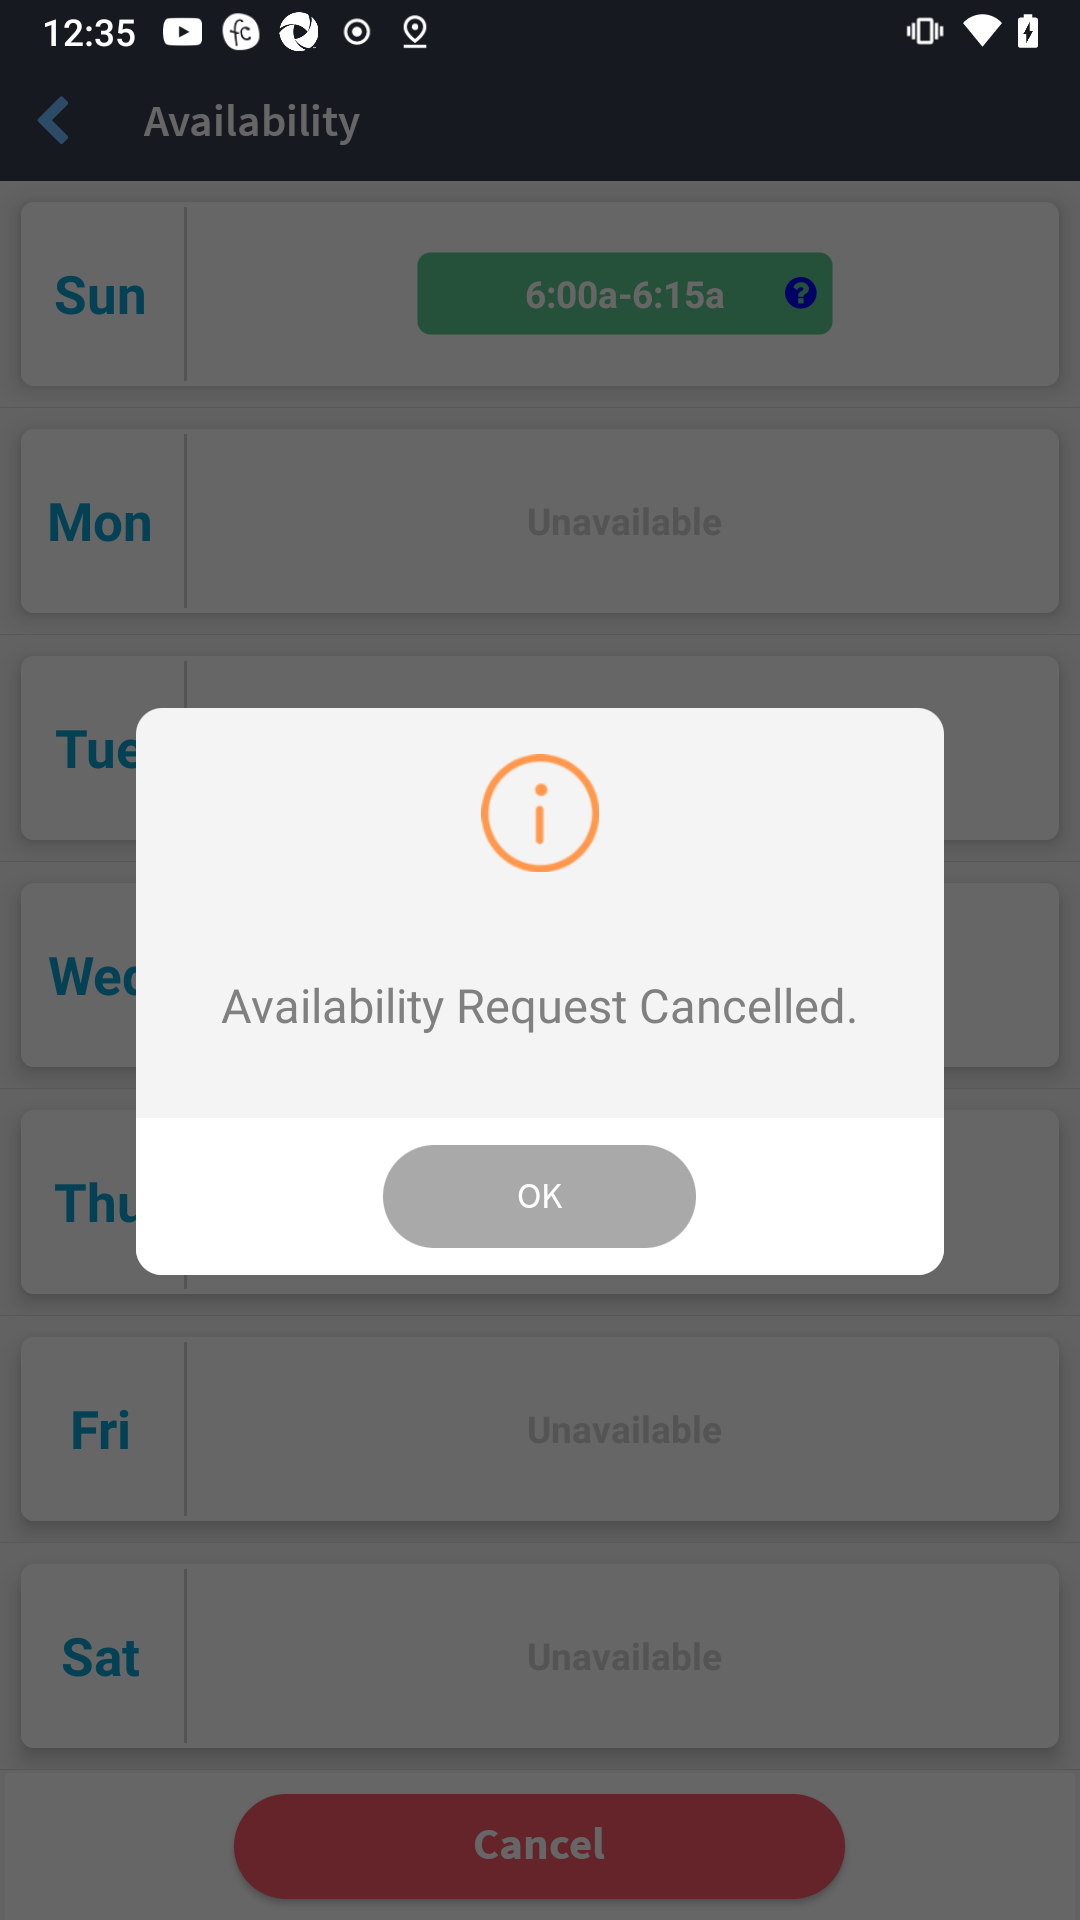 12:35
Availability
Sun
6:00a-6:15a
Mon
Unavailable
Tue
Availability Request Cancelled.
Wed
OK
Thu
Fri
Unavailable
Sat
Unavailable
Cancel